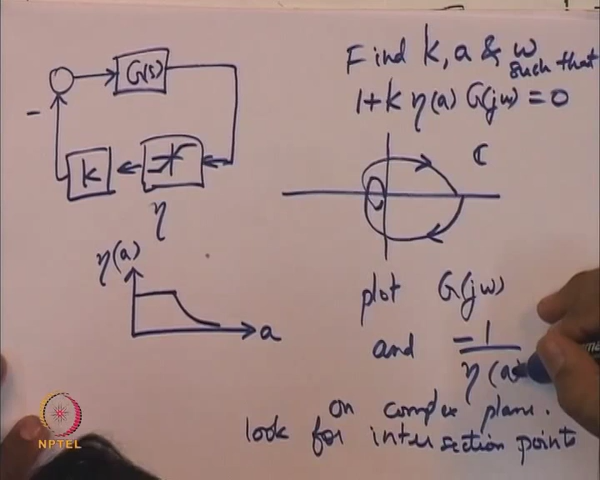 G(s)
-
k
η
η(a)
a
Find k, a & ω
such that
1+k η(a) G(jω) = 0
ℂ
plot G(jω)
and -1
η(a)
on complex plane.
look for intersection points
NPTEL